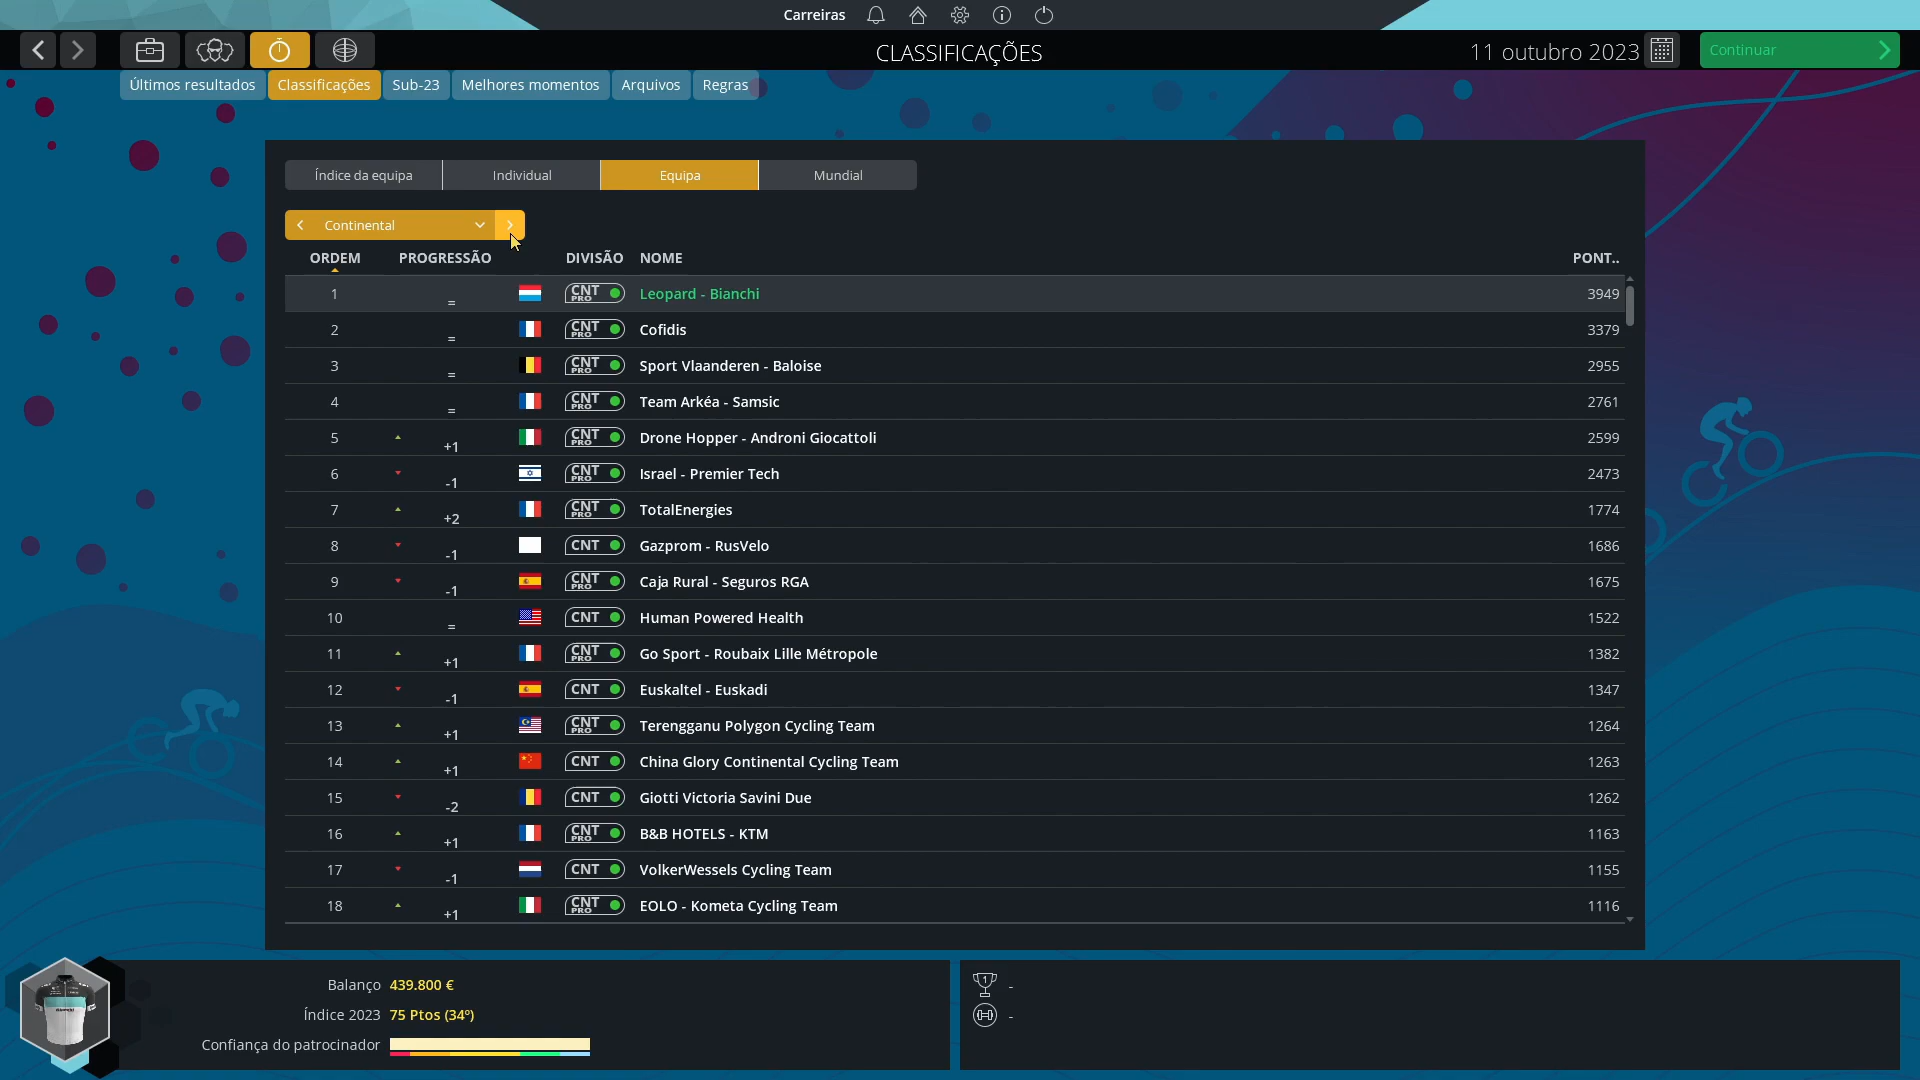 Carreiras
CLASSIFICAÇÕES
11 outubro 2023
Continuar
Últimos resultados Classificações Sub-23 Melhores momentos Arquivos Regras
Índice da equipa Individual Equipa Mundial
Continental
ORDEM PROGRESSÃO DIVISÃO NOME PONT..
1 = CNT PRO Leopard - Bianchi 3949
2 = CNT PRO Cofidis 3379
3 = CNT PRO Sport Vlaanderen - Baloise 2955
4 = CNT PRO Team Arkéa - Samsic 2761
5 +1 CNT PRO Drone Hopper - Androni Giocattoli 2599
6 -1 CNT PRO Israel - Premier Tech 2473
7 +2 CNT PRO TotalEnergies 1774
8 -1 CNT Gazprom - RusVelo 1686
9 -1 CNT PRO Caja Rural - Seguros RGA 1675
10 = CNT Human Powered Health 1522
11 +1 CNT PRO Go Sport - Roubaix Lille Métropole 1382
12 -1 CNT Euskaltel - Euskadi 1347
13 +1 CNT PRO Terengganu Polygon Cycling Team 1264
14 +1 CNT China Glory Continental Cycling Team 1263
15 -2 CNT Giotti Victoria Savini Due 1262
16 +1 CNT PRO B&B HOTELS - KTM 1163
17 -1 CNT VolkerWessels Cycling Team 1155
18 +1 CNT PRO EOLO - Kometa Cycling Team 1116
Balanço 439.800 €
Índice 2023 75 Ptos (34º)
Confiança do patrocinador
1 -
-